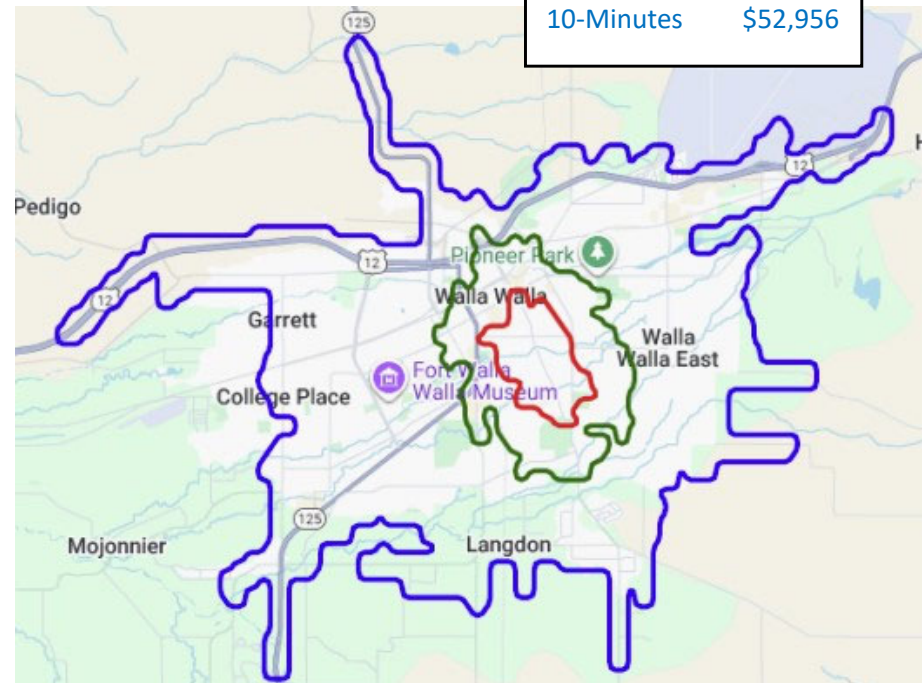 10-Minutes $52,956
125
12
H
Pedigo
Pioneer Park
12
12
Walla Walla
Garrett
Walla
Walla East
Fort Walla
Walla Museum
College Place
125
Mojonnier
Langdon